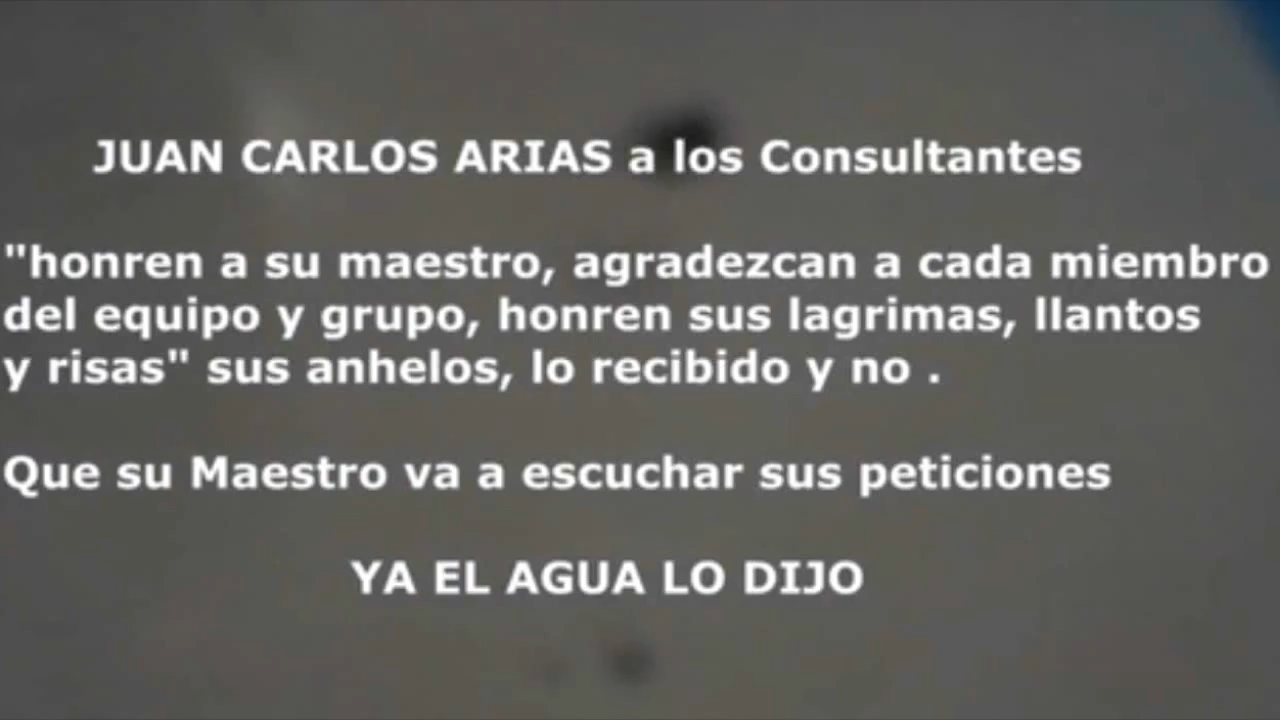 JUAN CARLOS ARIAS a los Consultantes
"honren a su maestro, agradezcan a cada miembro
del equipo y grupo, honren sus lagrimas, llantos
y risas" sus anhelos, lo recibido y no .
Que su Maestro va a escuchar sus peticiones
YA EL AGUA LO DIJO